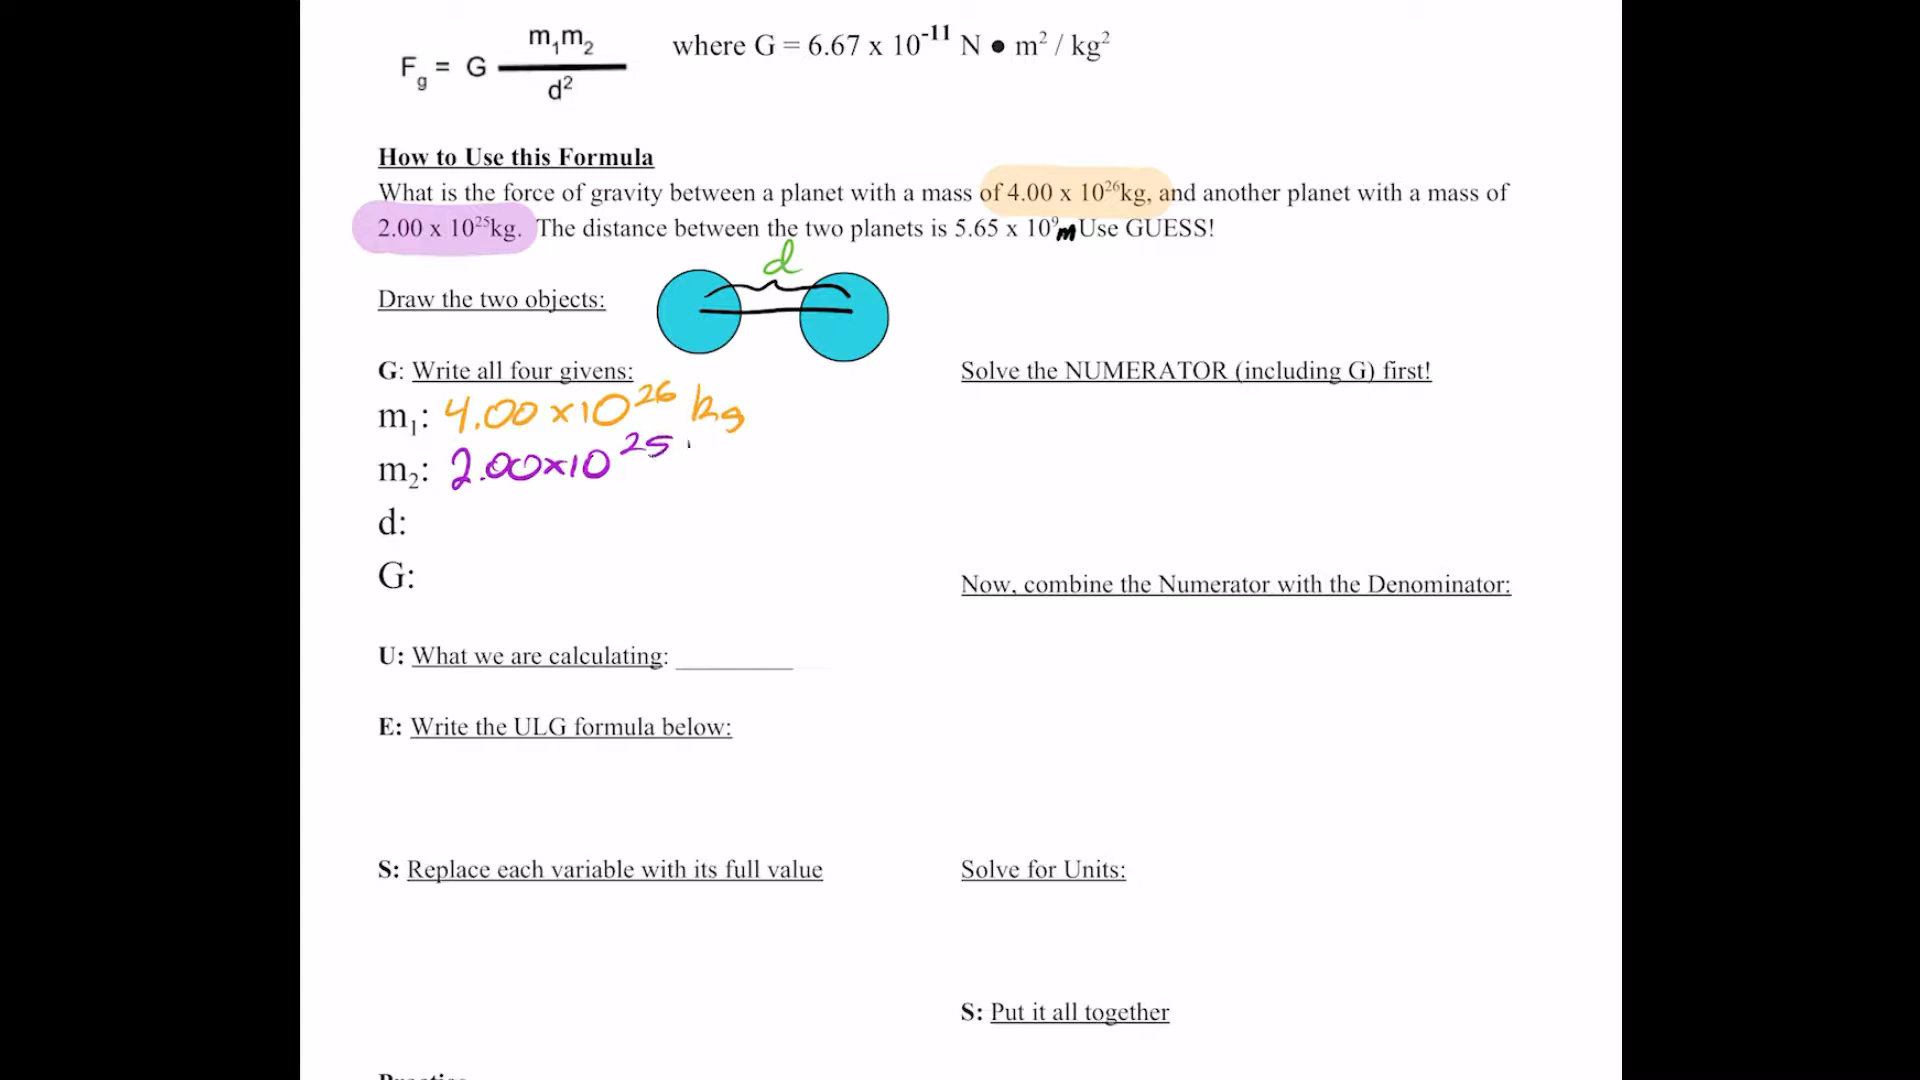 F_g = G m₁m₂ / d² where G = 6.67 x 10⁻¹¹ N ● m² / kg²
How to Use this Formula
What is the force of gravity between a planet with a mass of 4.00 x 10²⁶kg, and another planet with a mass of
2.00 x 10²⁵kg. The distance between the two planets is 5.65 x 10⁹m Use GUESS!
d
Draw the two objects:
G: Write all four givens:
Solve the NUMERATOR (including G) first!
m₁: 4.00 x 10²⁶ kg
m₂: 2.00 x 10²⁵
d:
G:
Now, combine the Numerator with the Denominator:
U: What we are calculating: _________
E: Write the ULG formula below:
S: Replace each variable with its full value
Solve for Units:
S: Put it all together